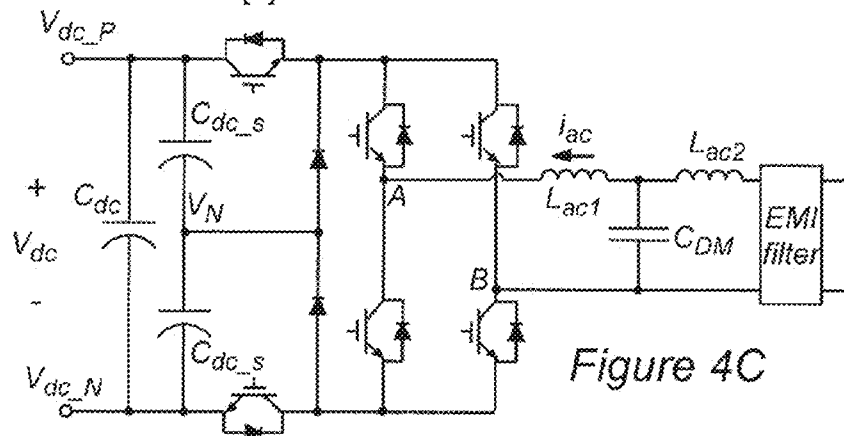 V_dc_P
C_dc_s
i_ac
L_ac2
+
C_dc
V_N
A
L_ac1
EMI
filter
V_dc
C_DM
-
B
C_dc_s
V_dc_N
Figure 4C